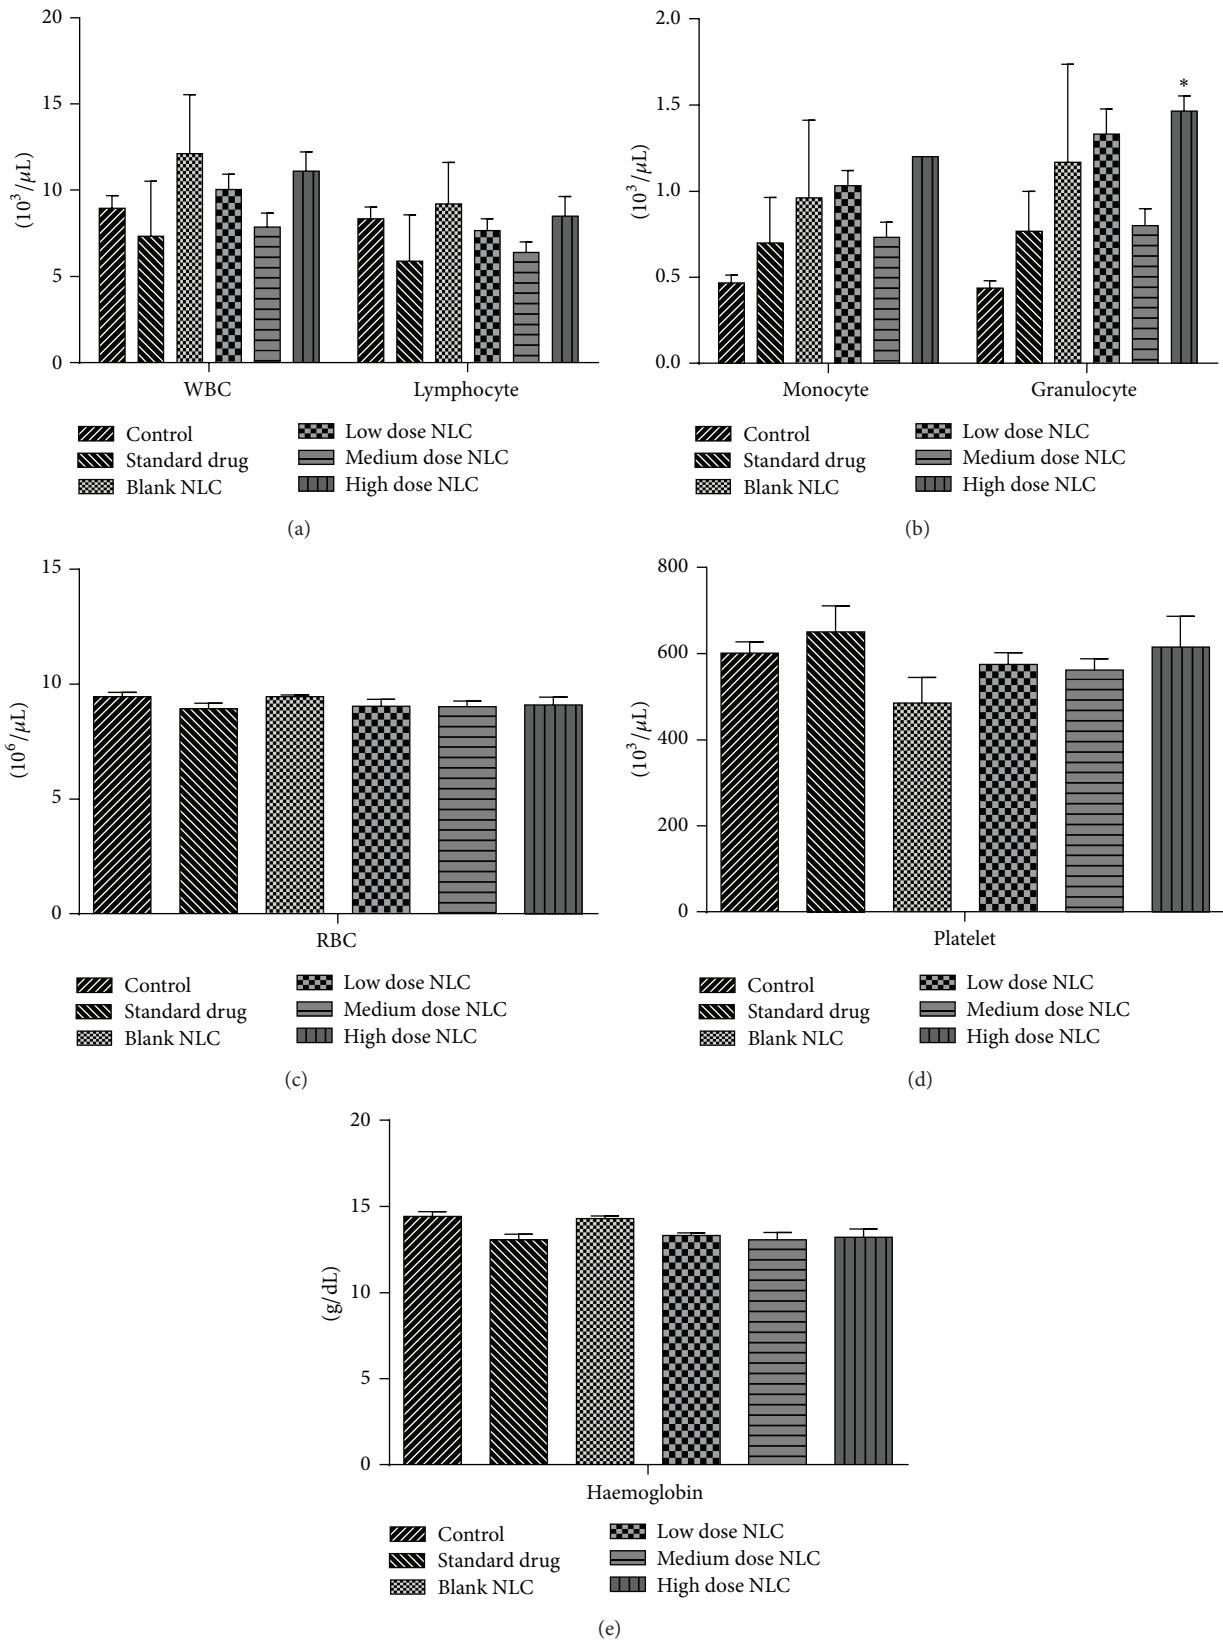 20
15
10
5
0
(10³/μL)
WBC
Lymphocyte
Control
Standard drug
Blank NLC
Low dose NLC
Medium dose NLC
High dose NLC
(a)
2.0
1.5
1.0
0.5
0.0
(10³/μL)
*
Monocyte
Granulocyte
Control
Standard drug
Blank NLC
Low dose NLC
Medium dose NLC
High dose NLC
(b)
15
10
5
0
(10⁶/μL)
RBC
Control
Standard drug
Blank NLC
Low dose NLC
Medium dose NLC
High dose NLC
(c)
800
600
400
200
0
(10³/μL)
Platelet
Control
Standard drug
Blank NLC
Low dose NLC
Medium dose NLC
High dose NLC
(d)
20
15
10
5
0
(g/dL)
Haemoglobin
Control
Standard drug
Blank NLC
Low dose NLC
Medium dose NLC
High dose NLC
(e)